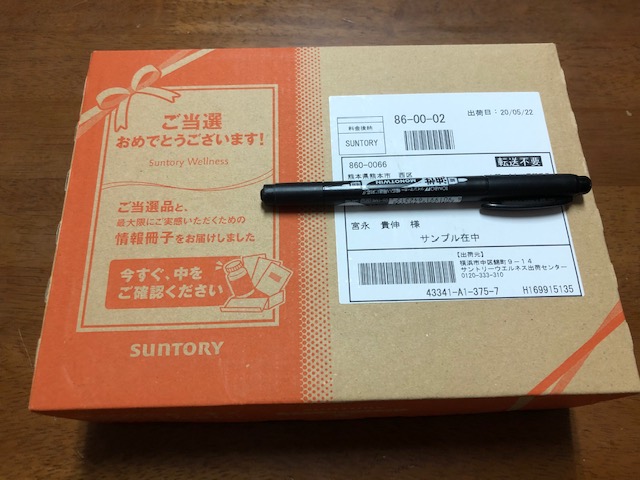 ご当選
おめでとうございます!
Suntory Wellness
ご当選品と、
最大限にご実感いただくための
情報冊子をお届けしました
今すぐ、中を
ご確認ください
SUNTORY
料金後納
SUNTORY
86-00-02
出荷日:20/05/22
860-0066
転送不要
熊本県熊本市 西区
MONOTWIN
宮永 貴伸 様
サンプル在中
【出荷元】
横浜市中区錦町9-14
サントリーウエルネス出荷センター
0120-333-310
43341-A1-375-7
H169915135